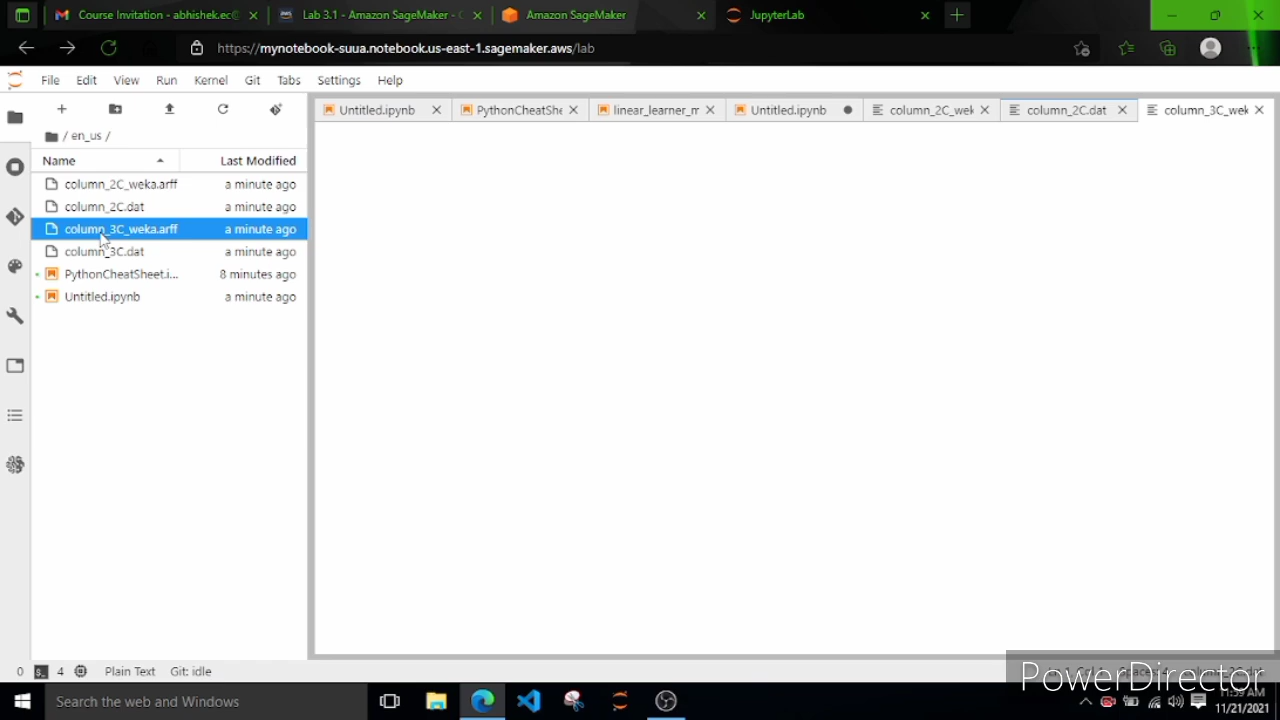 Course Invitation - abhishek.ec@
Lab 3.1 - Amazon SageMaker - C
Amazon SageMaker
JupyterLab
https://mynotebook-suua.notebook.us-east-1.sagemaker.aws/lab
File Edit View Run Kernel Git Tabs Settings Help
Untitled.ipynb
PythonCheatShe
linear_learner_m
Untitled.ipynb
column_2C_wek
column_2C.dat
column_3C_wek
/ en_us /
Name Last Modified
column_2C_weka.arff a minute ago
column_2C.dat a minute ago
column_3C_weka.arff a minute ago
column_3C.dat a minute ago
PythonCheatSheet.i... 8 minutes ago
Untitled.ipynb a minute ago
0 4 Plain Text Git: idle
PowerDirector
Search the web and Windows
11:59 AM
11/21/2021